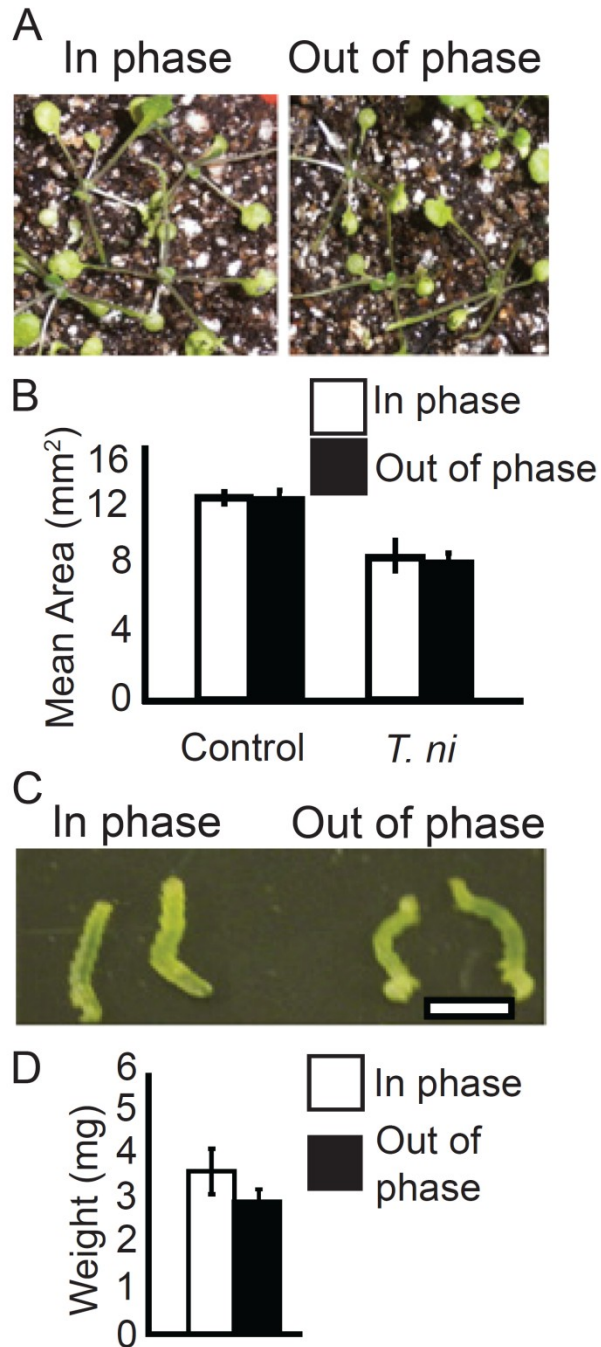 A
In phase Out of phase
B
In phase
Out of phase
Mean Area (mm²)
16
12
8
4
0
Control T. ni
C
In phase Out of phase
D
In phase
Out of
phase
Weight (mg)
6
5
4
3
2
1
0